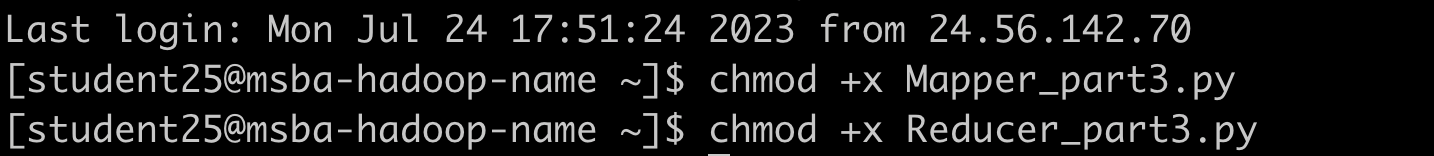 Last login: Mon Jul 24 17:51:24 2023 from 24.56.142.70
[student25@msba-hadoop-name ~]$ chmod +x Mapper_part3.py
[student25@msba-hadoop-name ~]$ chmod +x Reducer_part3.py